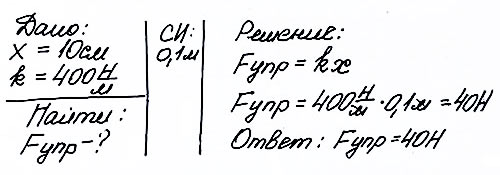 Дано:
x = 10см
k = 400 Н/м
Найти:
Fупр-?
СИ:
0,1м
Решение:
Fупр = kx
Fупр = 400 Н/м · 0,1м = 40Н
Ответ: Fупр = 40Н